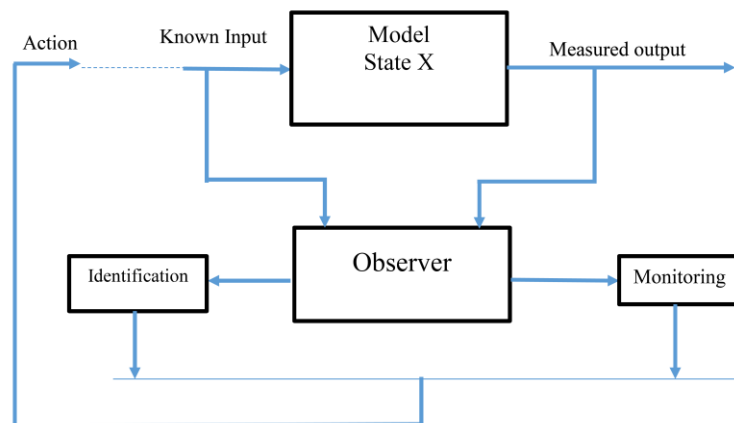 Action
Known Input
Model
State X
Measured output
Observer
Identification
Monitoring